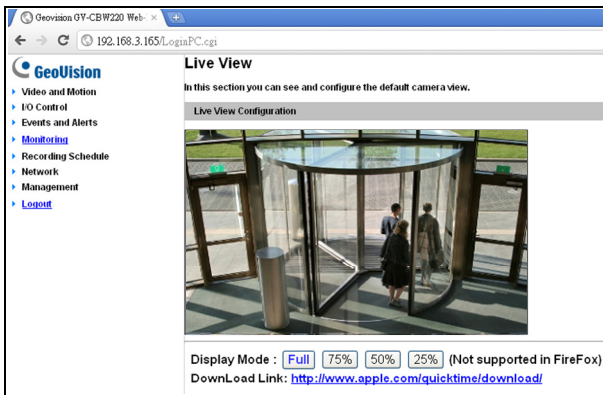 Geovision GV-CBW220 Web-
192.168.3.165/LoginPC.cgi
GeoVision
Video and Motion
I/O Control
Events and Alerts
Monitoring
Recording Schedule
Network
Management
Logout
Live View
In this section you can see and configure the default camera view.
Live View Configuration
Display Mode : Full 75% 50% 25% (Not supported in FireFox)
DownLoad Link: http://www.apple.com/quicktime/download/